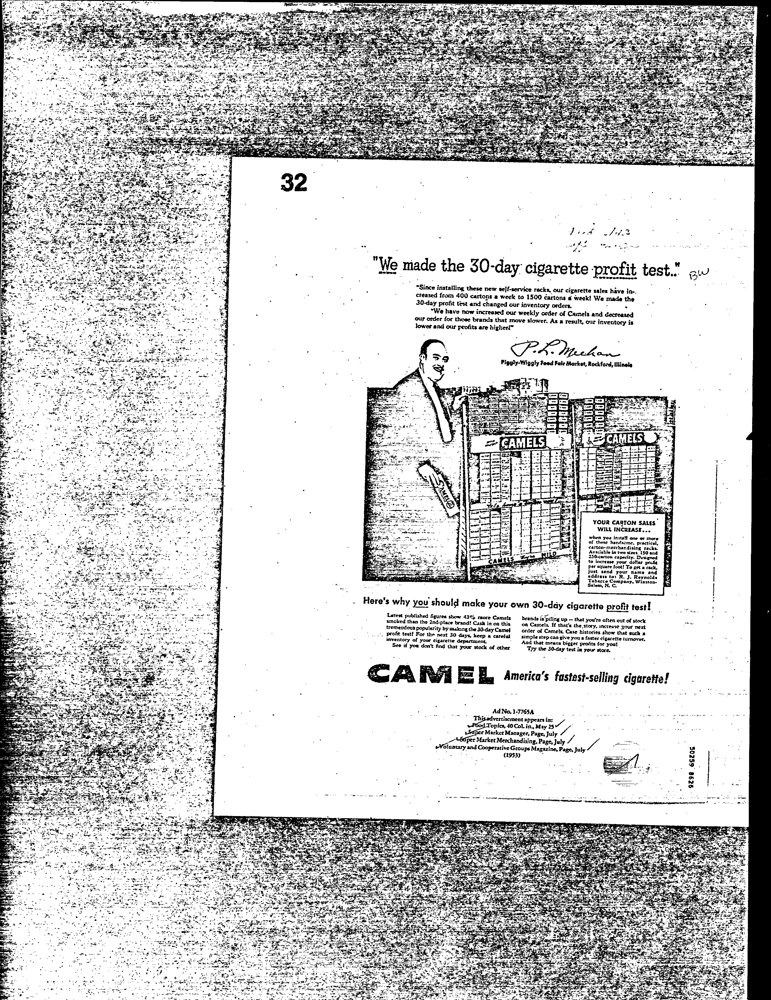 32
"We made the 30-day cigarette profit test."
BW
"Since installing these new self-service racks, our cigarette sales have in-
creased from 400 cartons a week to 1500 cartons a week! We made the
30-day profit test and changed our inventory orders.
"We have now increased our weekly order of Camels and decreased
our order for those brands that move slower. As a result, our inventory is
lower and our profits are higher!"
P. L. Meehan
Piggly-Wiggly Food Fair Market, Rockford, Illinois
CAMELS
CAMELS
CAMELS
CAMELS MILD
YOUR CARTON SALES
WILL INCREASE...
when you install one or more
of these handsome, practical,
carton-merchandising racks.
Available in two sizes: 150 and
250-carton capacity. Designed
to increase your dollar profit
per square foot! To get a rack,
just send your name and
address to: R. J. Reynolds
Tobacco Company, Winston-
Salem, N. C.
Here's why you should make your own 30-day cigarette profit test!
Latest published figures show 43% more Camels
smoked than the 2nd-place brand! Cash in on this
tremendous popularity by making the 30-day Camel
profit test! For the next 30 days, keep a careful
inventory of your cigarette department.
See if you don't find that your stock of other
brands is piling up — that you're often out of stock
on Camels. If that's the story, increase your next
order of Camels. Case histories show that such a
simple step can give you a faster cigarette turnover.
And that means bigger profits for you!
Try the 30-day test in your store.
CAMEL America's fastest-selling cigarette!
Ad No. 1-7765A
This advertisement appears in:
Food Topics, 40 Col. in., May 25
Super Market Manager, Page, July
Super Market Merchandising, Page, July
Voluntary and Cooperative Groups Magazine, Page, July
(1953)
50259 8626